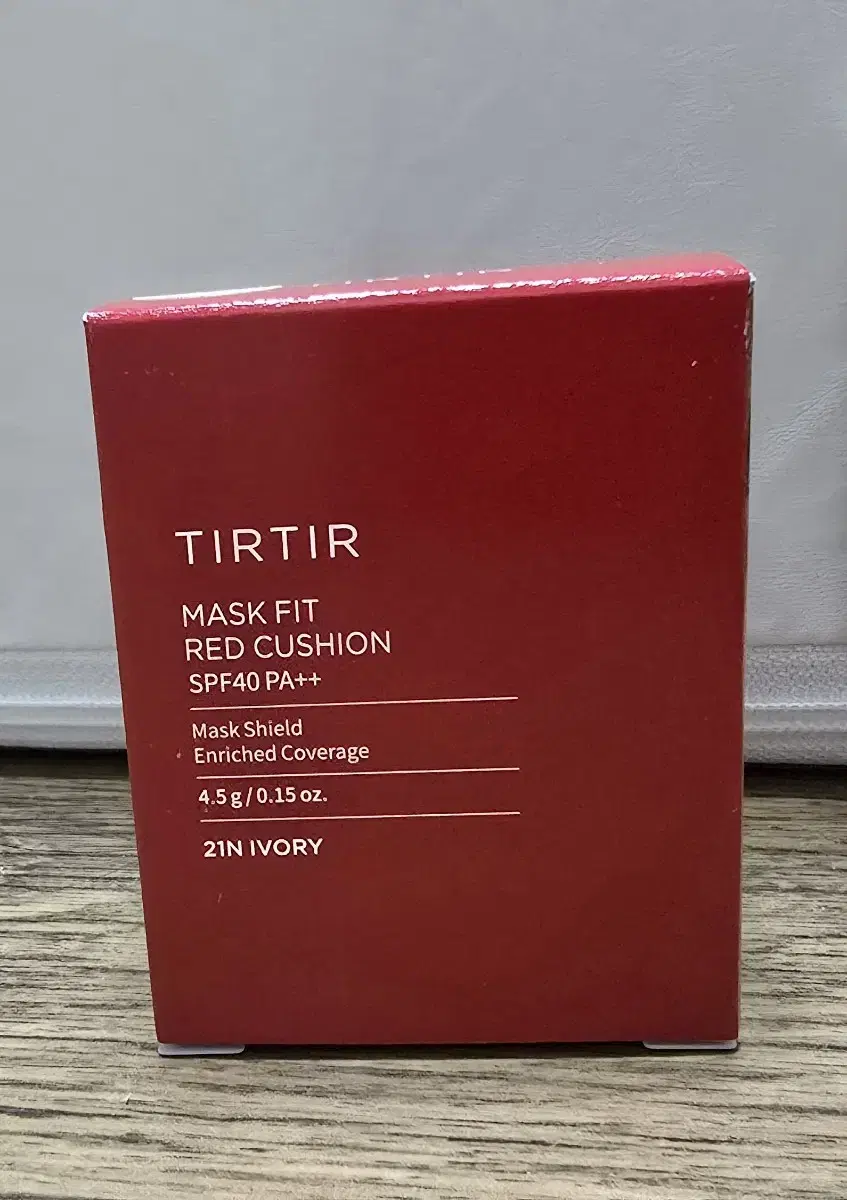 TIRTIR
MASK FIT
RED CUSHION
SPF40 PA++
Mask Shield
Enriched Coverage
4.5 g / 0.15 oz.
21N IVORY